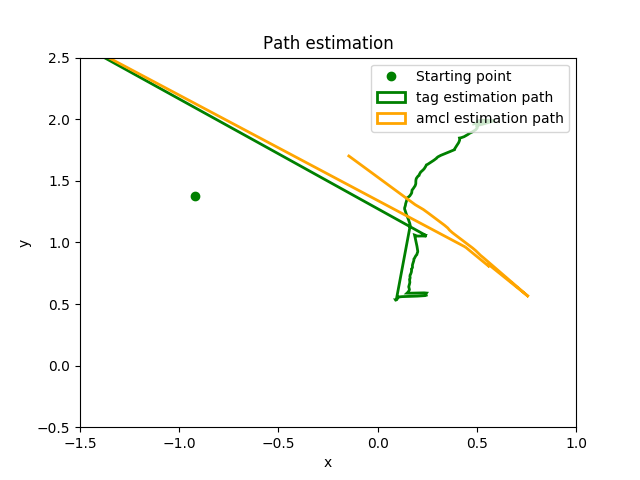 Path estimation
Starting point
tag estimation path
amcl estimation path
y
2.5
2.0
1.5
1.0
0.5
0.0
−0.5
−1.5
−1.0
−0.5
0.0
0.5
1.0
x